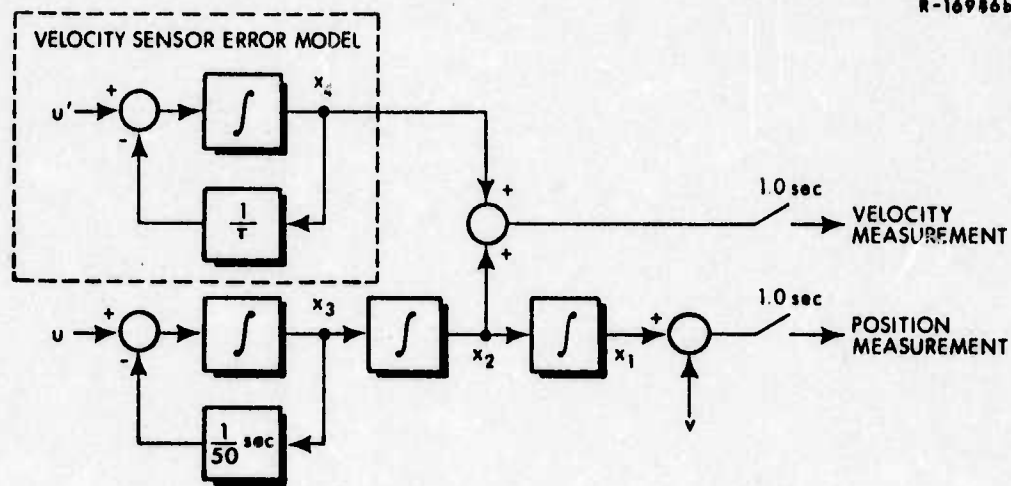 R-16946b
VELOCITY SENSOR ERROR MODEL
u'
+
-
∫
x4
1/τ
+
+
1.0 sec
VELOCITY
MEASUREMENT
u
+
-
∫
x3
∫
x2
∫
x1
+
v
1.0 sec
POSITION
MEASUREMENT
1/50 sec